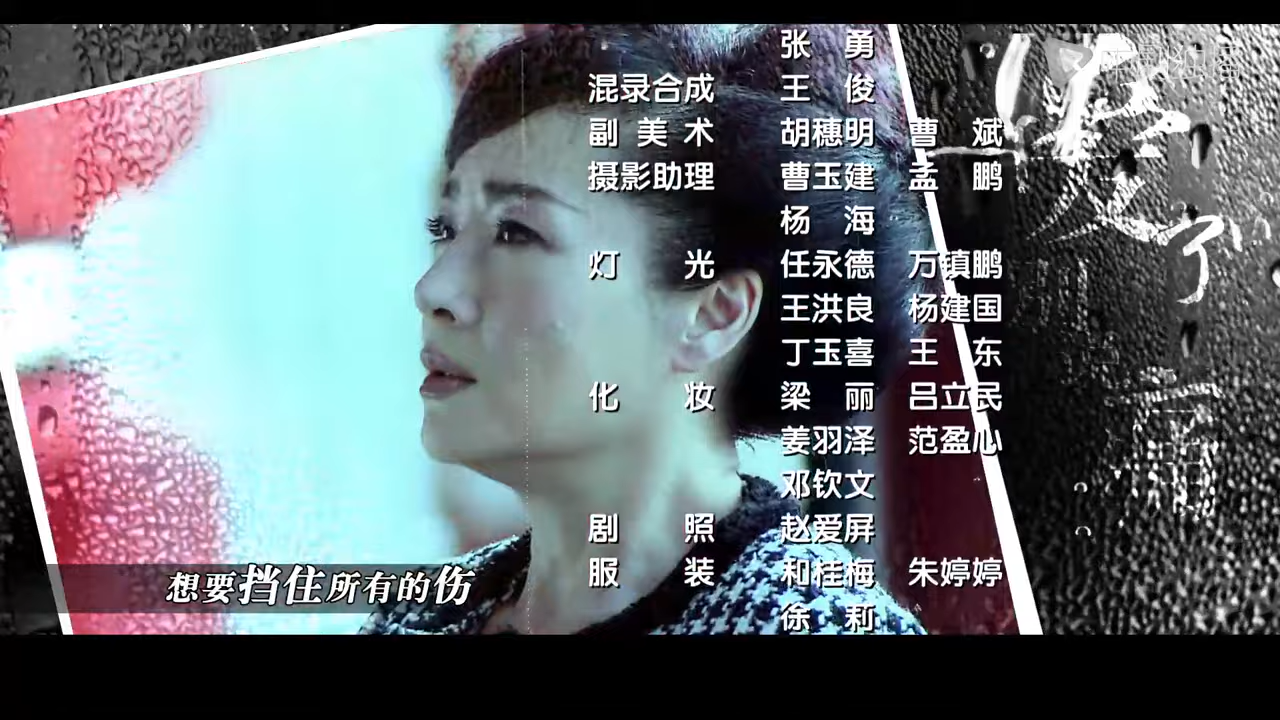 张 勇
混录合成 王 俊
副美术 胡穗明 曹 斌
摄影助理 曹玉建 孟 鹏
杨 海
灯 光 任永德 万镇鹏
王洪良 杨建国
丁玉喜 王 东
化 妆 梁 丽 吕立民
姜羽泽 范盈心
邓钦文
剧 照 赵爱屏
服 装 和桂梅 朱婷婷
徐 莉
想要挡住所有的伤